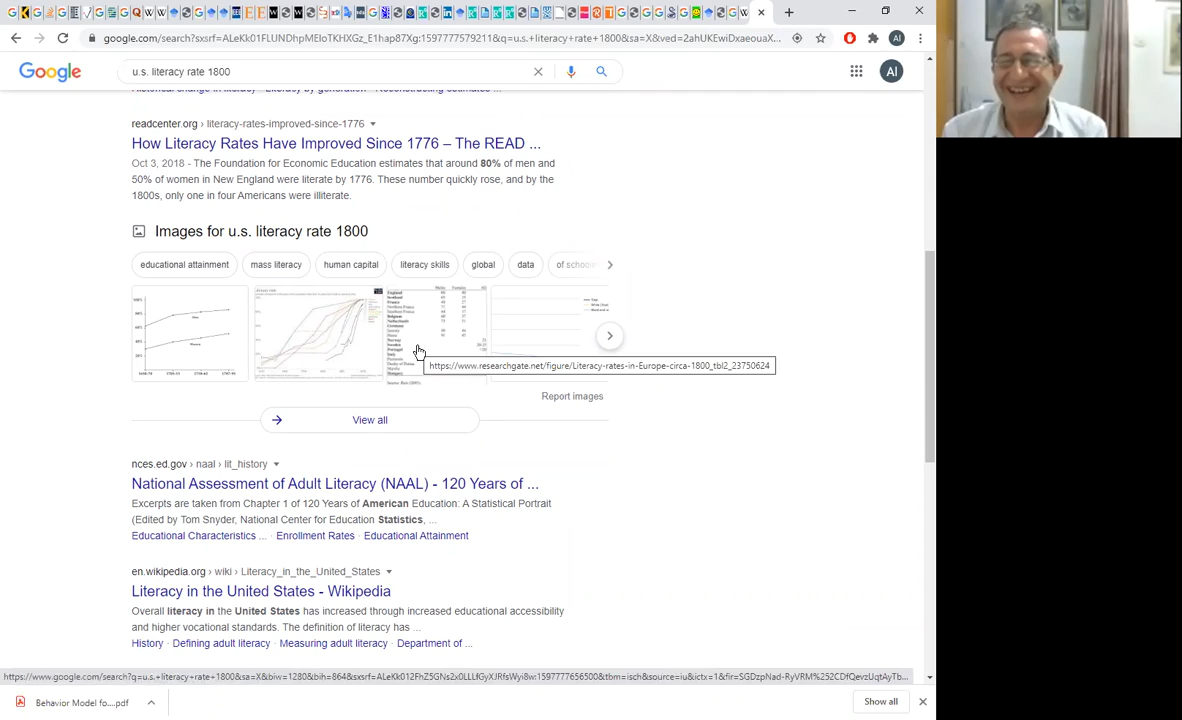 google.com/search?sxsrf=ALeKk01FLUNDhpMEIoTKHXGz_E1hap87Xg:1597777579211&q=u.s.+literacy+rate+1800&sa=X&ved=2ahUKEwiDxaeouaX...
AI
Google
u.s. literacy rate 1800
AI
readcenter.org › literacy-rates-improved-since-1776
How Literacy Rates Have Improved Since 1776 – The READ ...
Oct 3, 2018 - The Foundation for Economic Education estimates that around 80% of men and
50% of women in New England were literate by 1776. These number quickly rose, and by the
1800s, only one in four Americans were illiterate.
Images for u.s. literacy rate 1800
educational attainment
mass literacy
human capital
literacy skills
global
data
of schoo
https://www.researchgate.net/figure/Literacy-rates-in-Europe-circa-1800_tbl2_23750624
Report images
View all
nces.ed.gov › naal › lit_history
National Assessment of Adult Literacy (NAAL) - 120 Years of ...
Excerpts are taken from Chapter 1 of 120 Years of American Education: A Statistical Portrait
(Edited by Tom Snyder, National Center for Education Statistics, ...
Educational Characteristics ... · Enrollment Rates · Educational Attainment
en.wikipedia.org › wiki › Literacy_in_the_United_States
Literacy in the United States - Wikipedia
Overall literacy in the United States has increased through increased educational accessibility
and higher vocational standards. The definition of literacy has ...
History · Defining adult literacy · Measuring adult literacy · Department of ...
Behavior Model fo....pdf
Show all